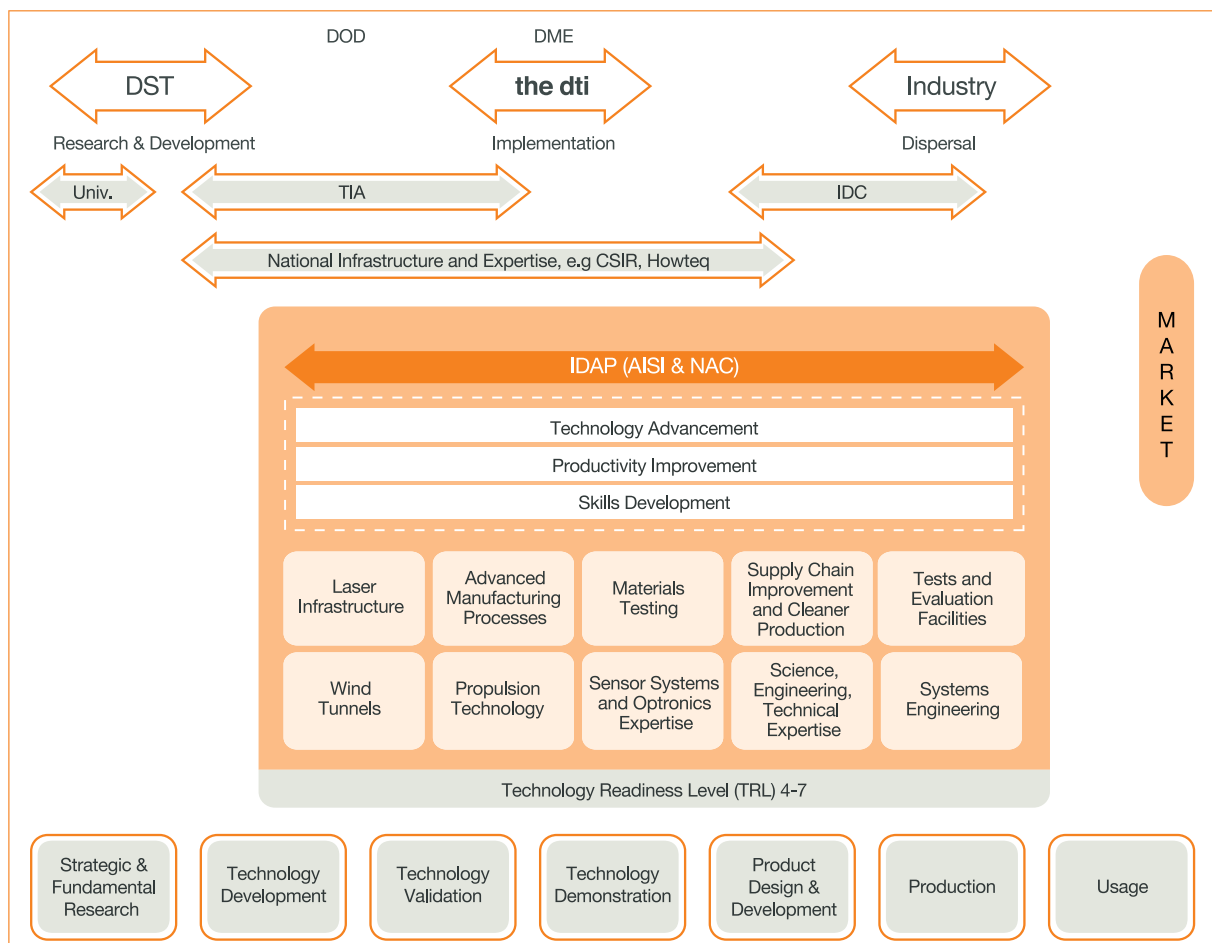 DOD
DME
DST
the dti
Industry
Research & Development
Implementation
Dispersal
Univ.
TIA
IDC
National Infrastructure and Expertise, e.g CSIR, Howteq
M
A
R
K
E
T
IDAP (AISI & NAC)
Technology Advancement
Productivity Improvement
Skills Development
Laser
Infrastructure
Advanced
Manufacturing
Processes
Materials
Testing
Supply Chain
Improvement
and Cleaner
Production
Tests and
Evaluation
Facilities
Wind
Tunnels
Propulsion
Technology
Sensor Systems
and Optronics
Expertise
Science,
Engineering,
Technical
Expertise
Systems
Engineering
Technology Readiness Level (TRL) 4-7
Strategic &
Fundamental
Research
Technology
Development
Technology
Validation
Technology
Demonstration
Product
Design &
Development
Production
Usage